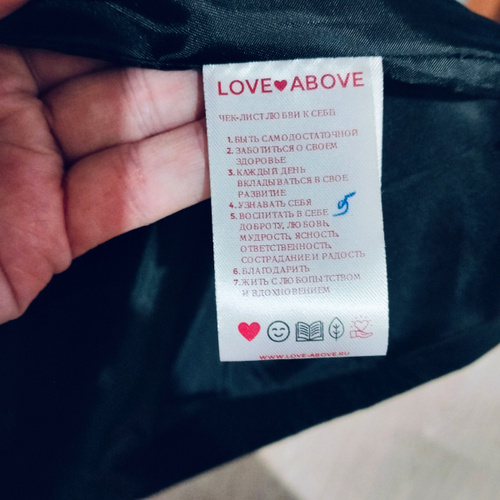 LOVE♥ABOVE
ЧЕК-ЛИСТ ЛЮБВИ К СЕБЕ
1. БЫТЬ САМОДОСТАТОЧНОЙ
2. ЗАБОТИТЬСЯ О СВОЕМ
ЗДОРОВЬЕ
3. КАЖДЫЙ ДЕНЬ
ВКЛАДЫВАТЬСЯ В СВОЕ
РАЗВИТИЕ
4. УЗНАВАТЬ СЕБЯ
5. ВОСПИТАТЬ В СЕБЕ
ДОБРОТУ, ЛЮБОВЬ,
МУДРОСТЬ, ЯСНОСТЬ,
ОТВЕТСТВЕННОСТЬ,
СОСТРАДАНИЕ И РАДОСТЬ
6. БЛАГОДАРИТЬ
7. ЖИТЬ С ЛЮБОПЫТСТВОМ
И ВДОХНОВЕНИЕМ
WWW.LOVE-ABOVE.RU